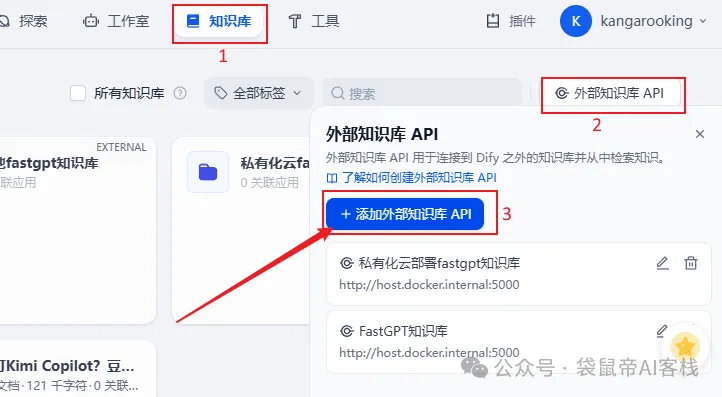 探索
工作室
知识库
工具
插件
K
kangarooking
1
所有知识库
?
全部标签
搜索
外部知识库 API
2
EXTERNAL
fastgpt知识库
联应用
私有化云fa
0 关联应用
外部知识库 API
外部知识库 API 用于连接到 Dify 之外的知识库并从中检索知识。
了解如何创建外部知识库 API
+ 添加外部知识库 API
3
私有化云部署fastgpt知识库
http://host.docker.internal:5000
FastGPT知识库
http://host.docker.internal:5000
Kimi Copilot？豆...
文档·121 千字符·0 关联...
公众号 · 袋鼠帝AI客栈